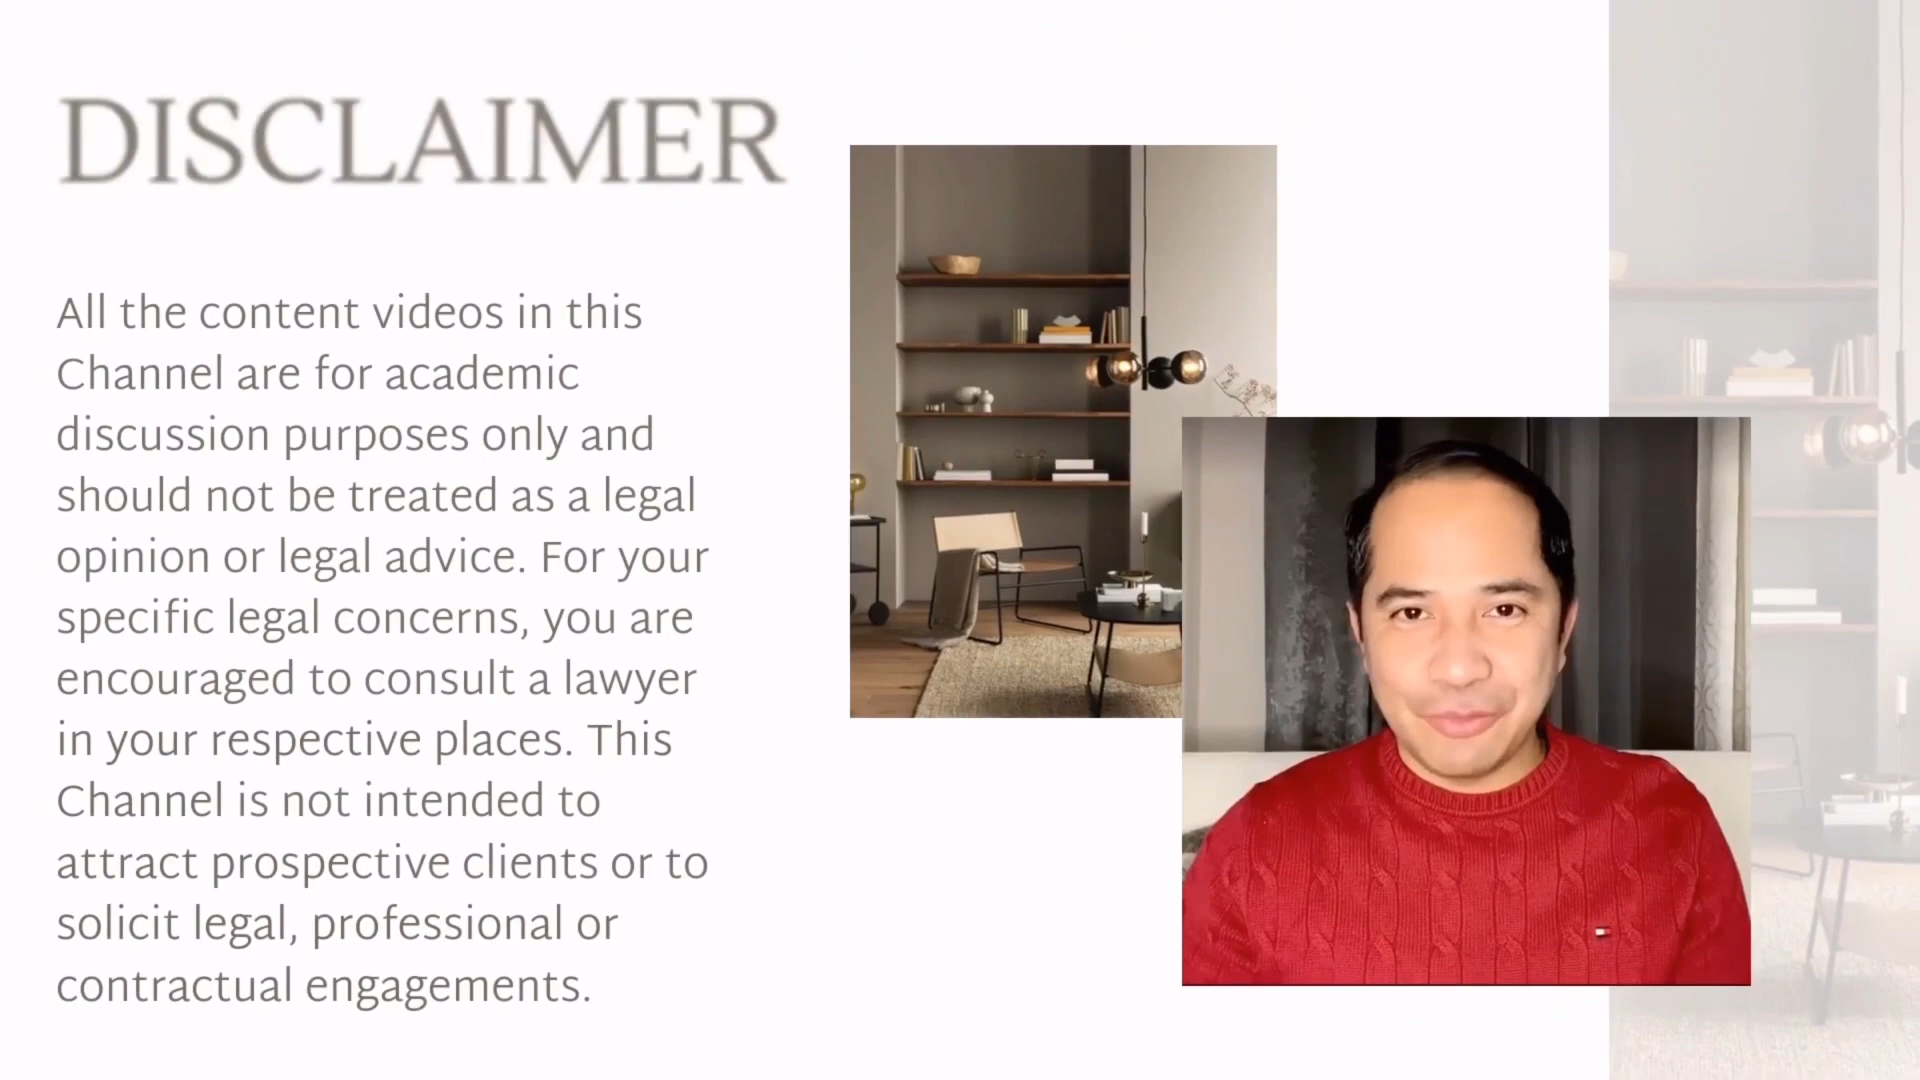 DISCLAIMER
All the content videos in this
Channel are for academic
discussion purposes only and
should not be treated as a legal
opinion or legal advice. For your
specific legal concerns, you are
encouraged to consult a lawyer
in your respective places. This
Channel is not intended to
attract prospective clients or to
solicit legal, professional or
contractual engagements.